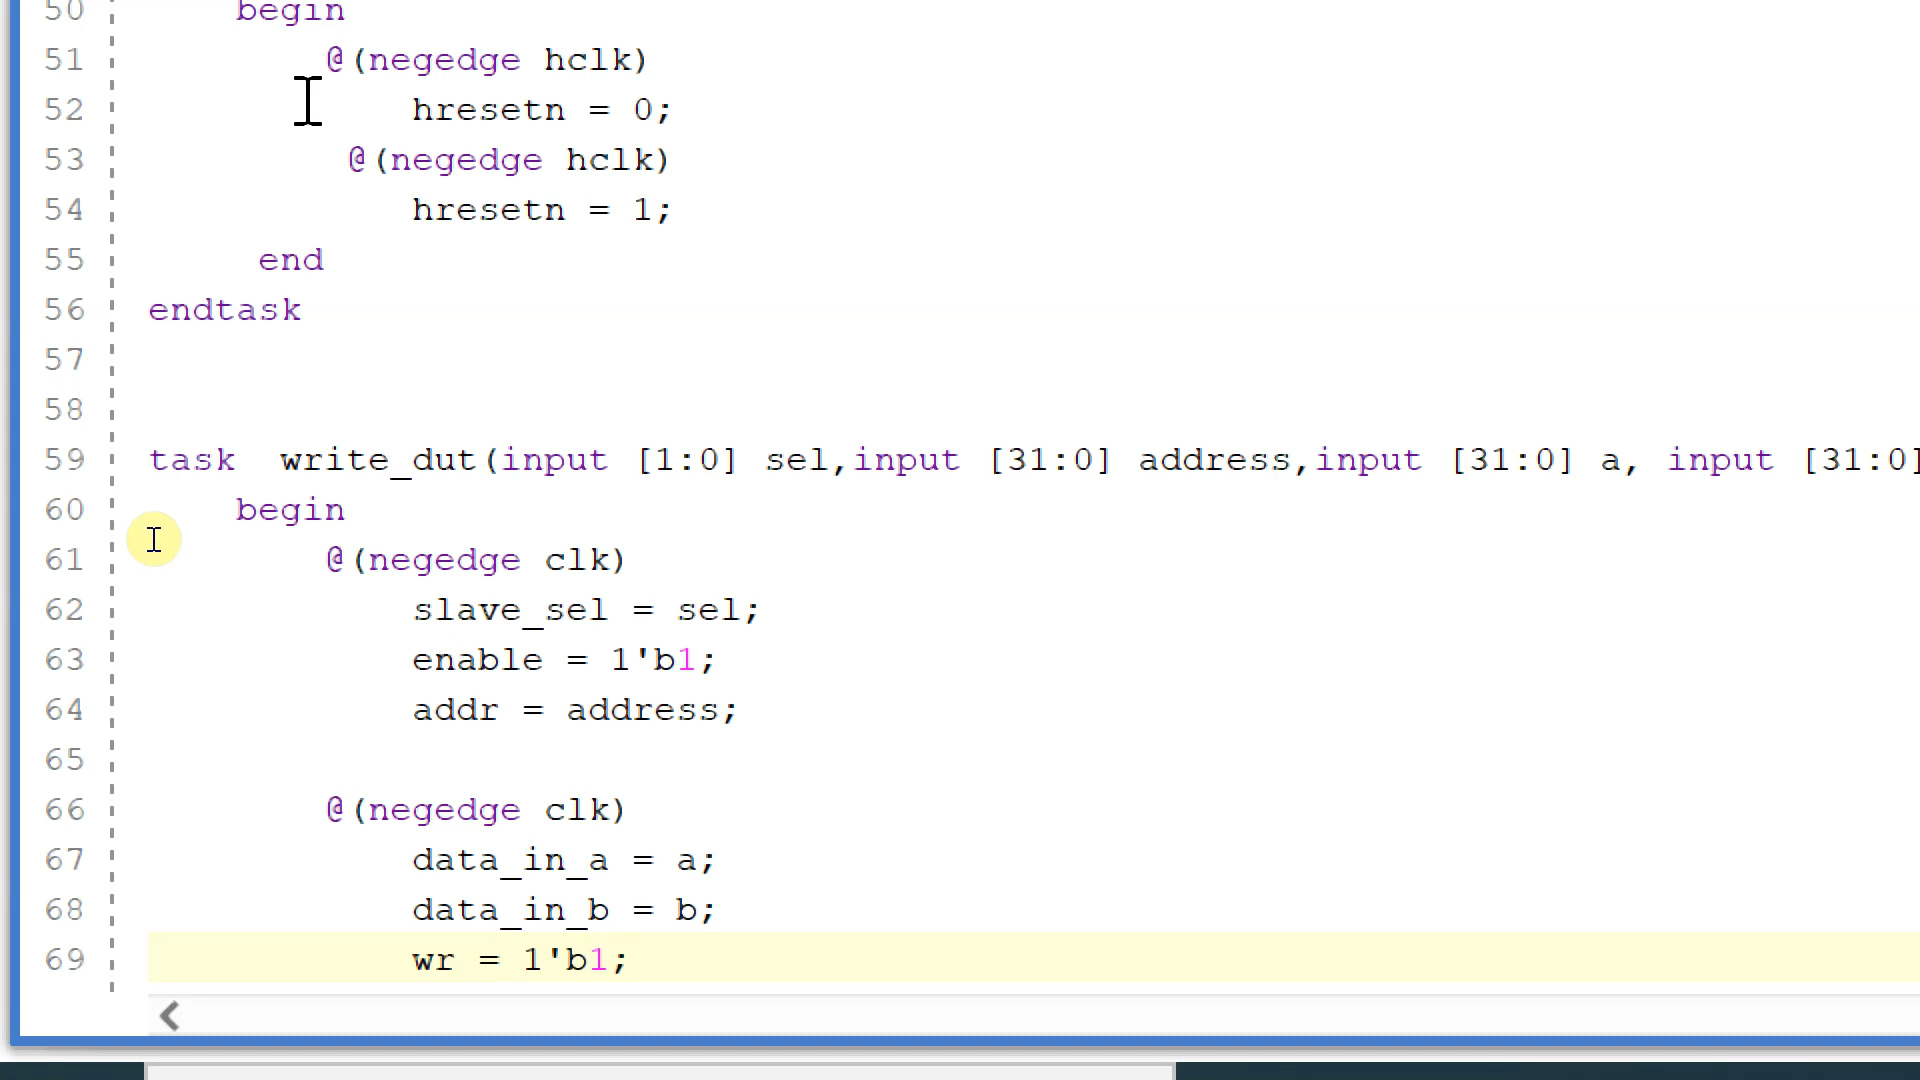 50 begin
51 @(negedge hclk)
52 hresetn = 0;
53 @(negedge hclk)
54 hresetn = 1;
55 end
56 endtask
57
58
59 task write_dut(input [1:0] sel,input [31:0] address,input [31:0] a, input [31:0]
60 begin
61 @(negedge clk)
62 slave_sel = sel;
63 enable = 1'b1;
64 addr = address;
65
66 @(negedge clk)
67 data_in_a = a;
68 data_in_b = b;
69 wr = 1'b1;